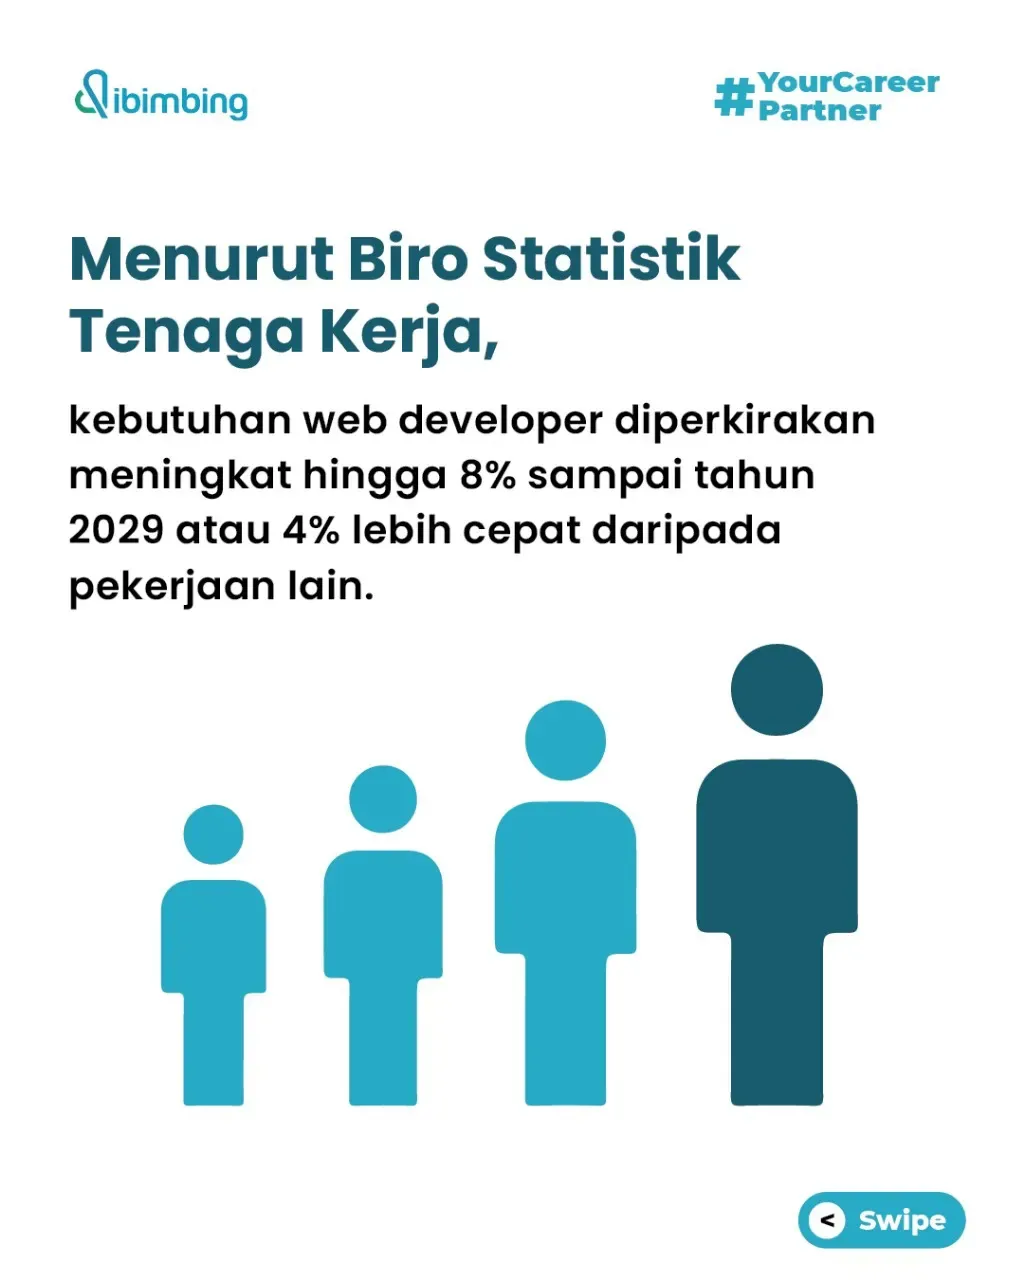 dibimbing
#YourCareer
Partner
Menurut Biro Statistik
Tenaga Kerja,
kebutuhan web developer diperkirakan
meningkat hingga 8% sampai tahun
2029 atau 4% lebih cepat daripada
pekerjaan lain.
< Swipe